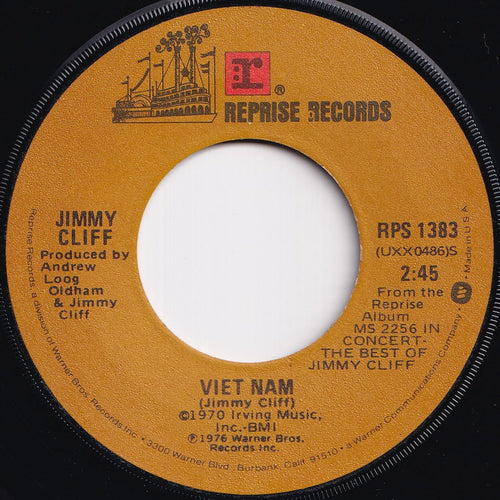 r ®
REPRISE RECORDS
JIMMY
CLIFF
Produced by
Andrew
Loog
Oldham
& Jimmy
Cliff
RPS 1383
(UXX0486)S
2:45
From the
Reprise
Album
MS 2256 IN
CONCERT-
THE BEST OF
JIMMY CLIFF
VIET NAM
(Jimmy Cliff)
©1970 Irving Music,
Inc.-BMI
℗1976 Warner Bros.
Records Inc.
Reprise Records, a division of Warner Bros. Records Inc. • 3300 Warner Blvd., Burbank, Calif. 91510 • a Warner Communications Company • Made in U.S.A.